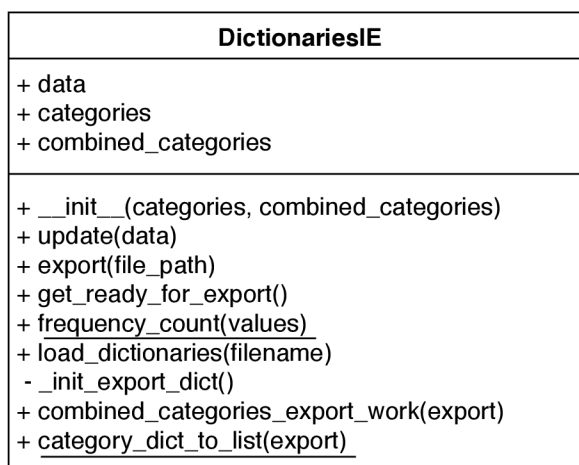 DictionariesIE
+ data
+ categories
+ combined_categories
+ __init__(categories, combined_categories)
+ update(data)
+ export(file_path)
+ get_ready_for_export()
+ frequency_count(values)
+ load_dictionaries(filename)
- _init_export_dict()
+ combined_categories_export_work(export)
+ category_dict_to_list(export)